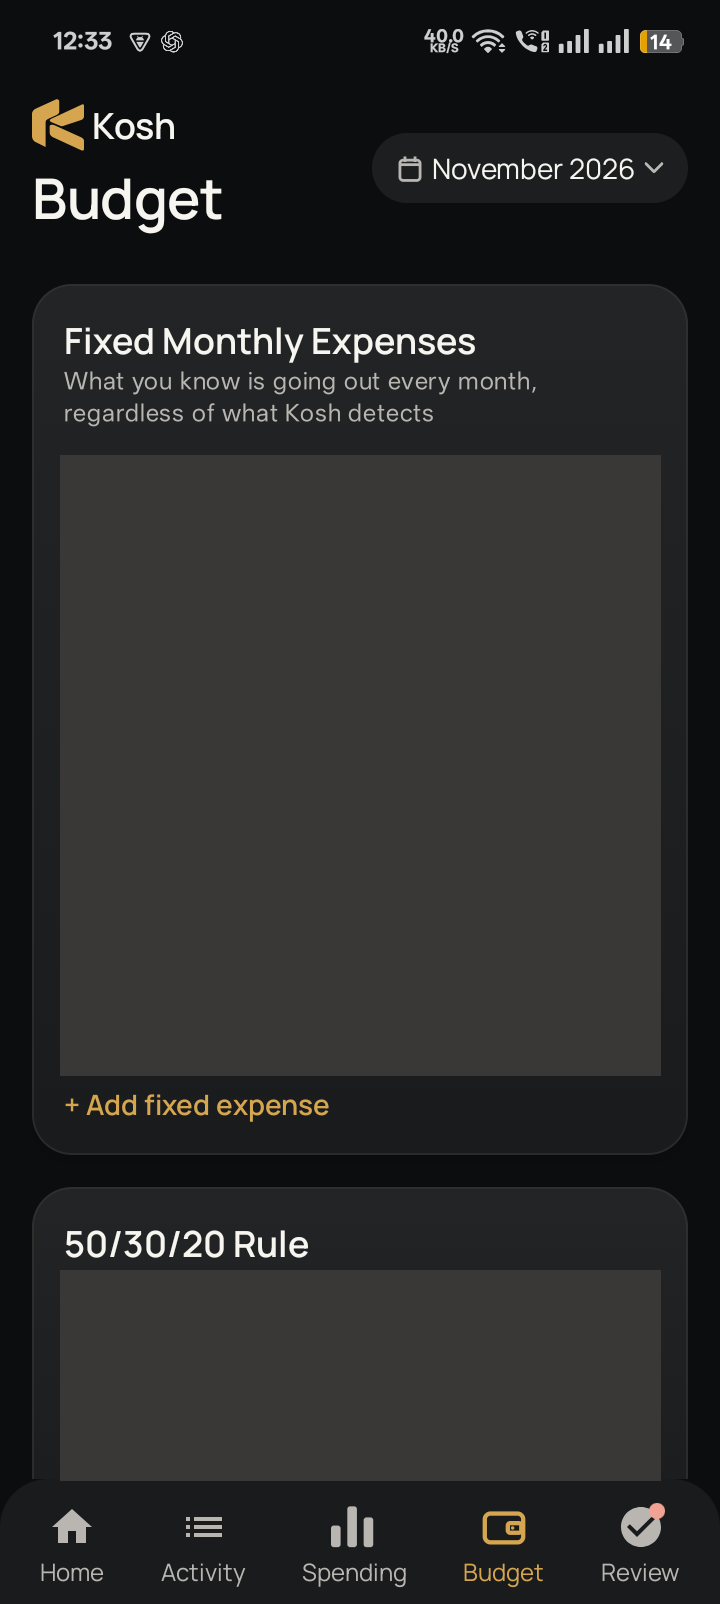 12:33
40.0
KB/S
1
2
14
Kosh
Budget
November 2026
Fixed Monthly Expenses
What you know is going out every month,
regardless of what Kosh detects
+ Add fixed expense
50/30/20 Rule
Home
Activity
Spending
Budget
Review